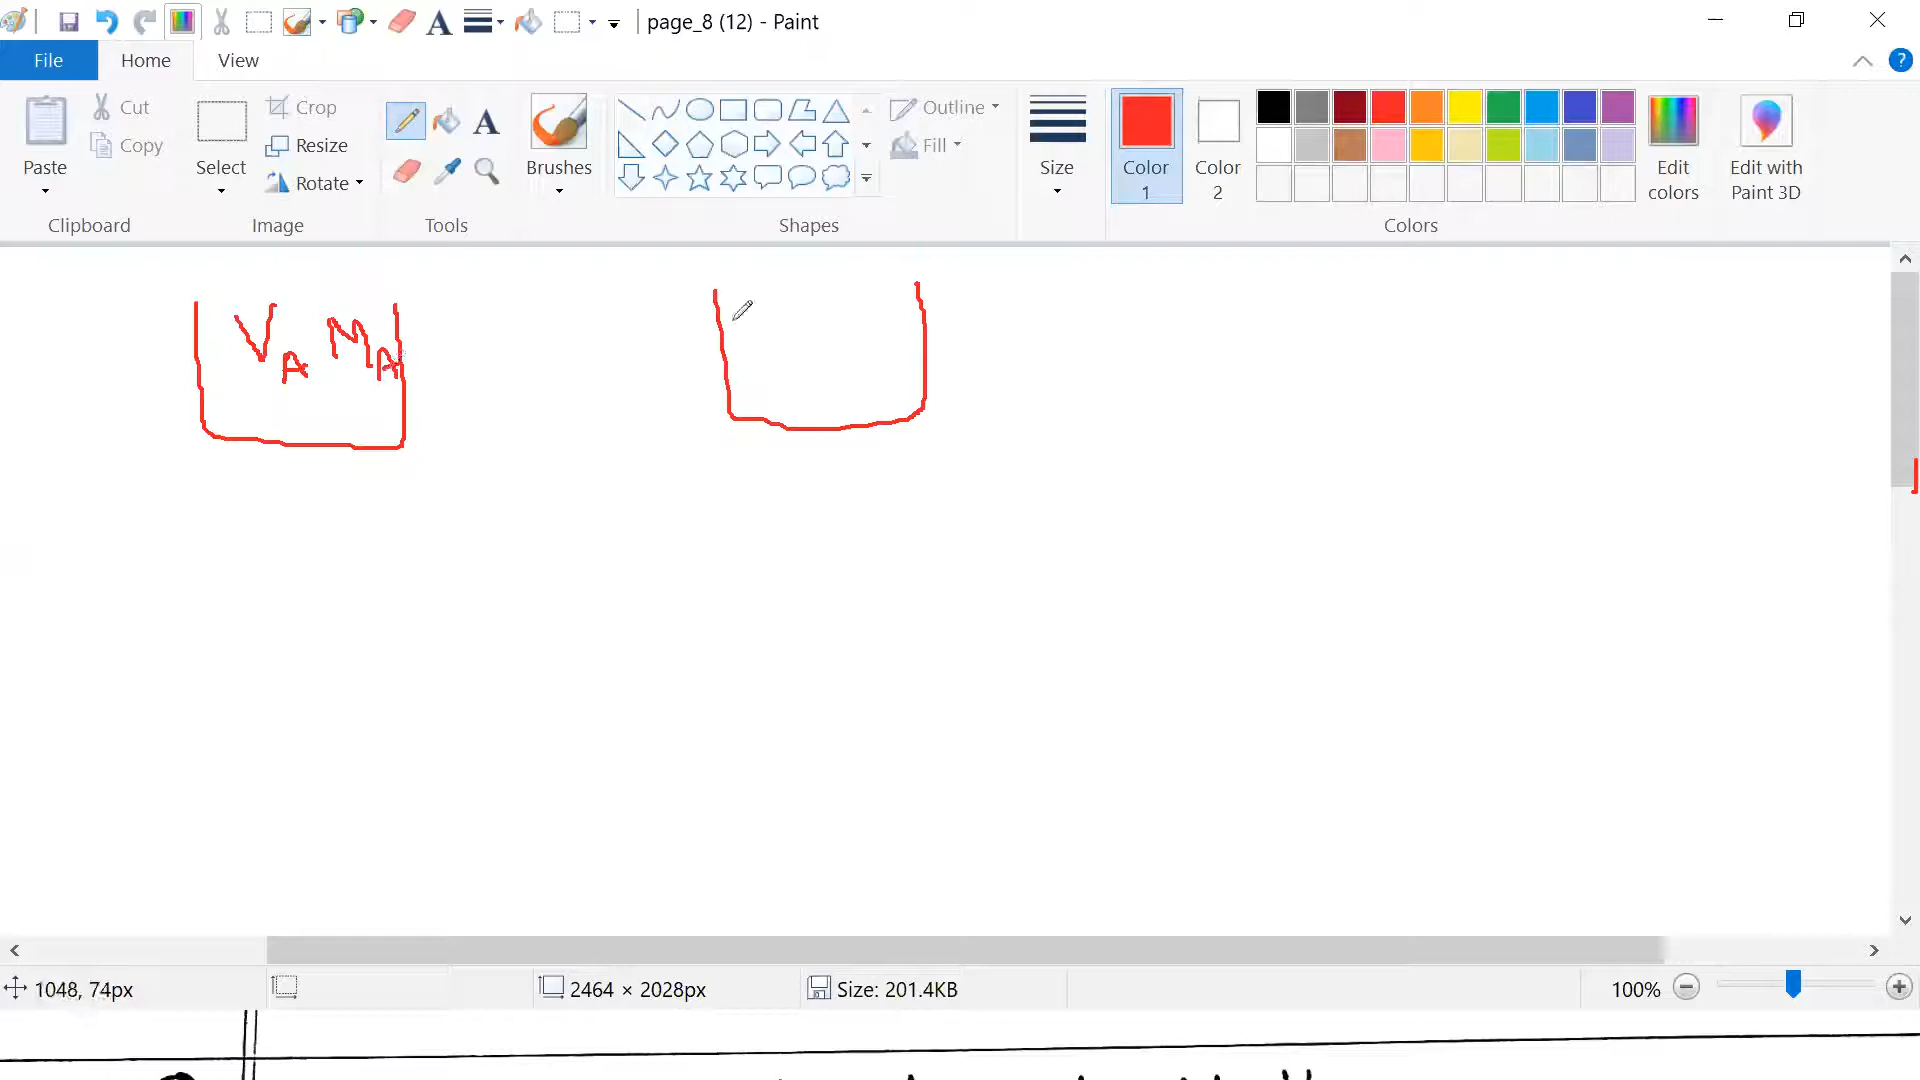 page_8 (12) - Paint
File Home View
Paste
Cut
Copy
Clipboard
Select
Crop
Resize
Rotate
Image
Tools
Brushes
Shapes
Outline
Fill
Size
Color 1
Color 2
Colors
Edit colors
Edit with Paint 3D
V_A M_A
1048, 74px
2464 × 2028px
Size: 201.4KB
100%